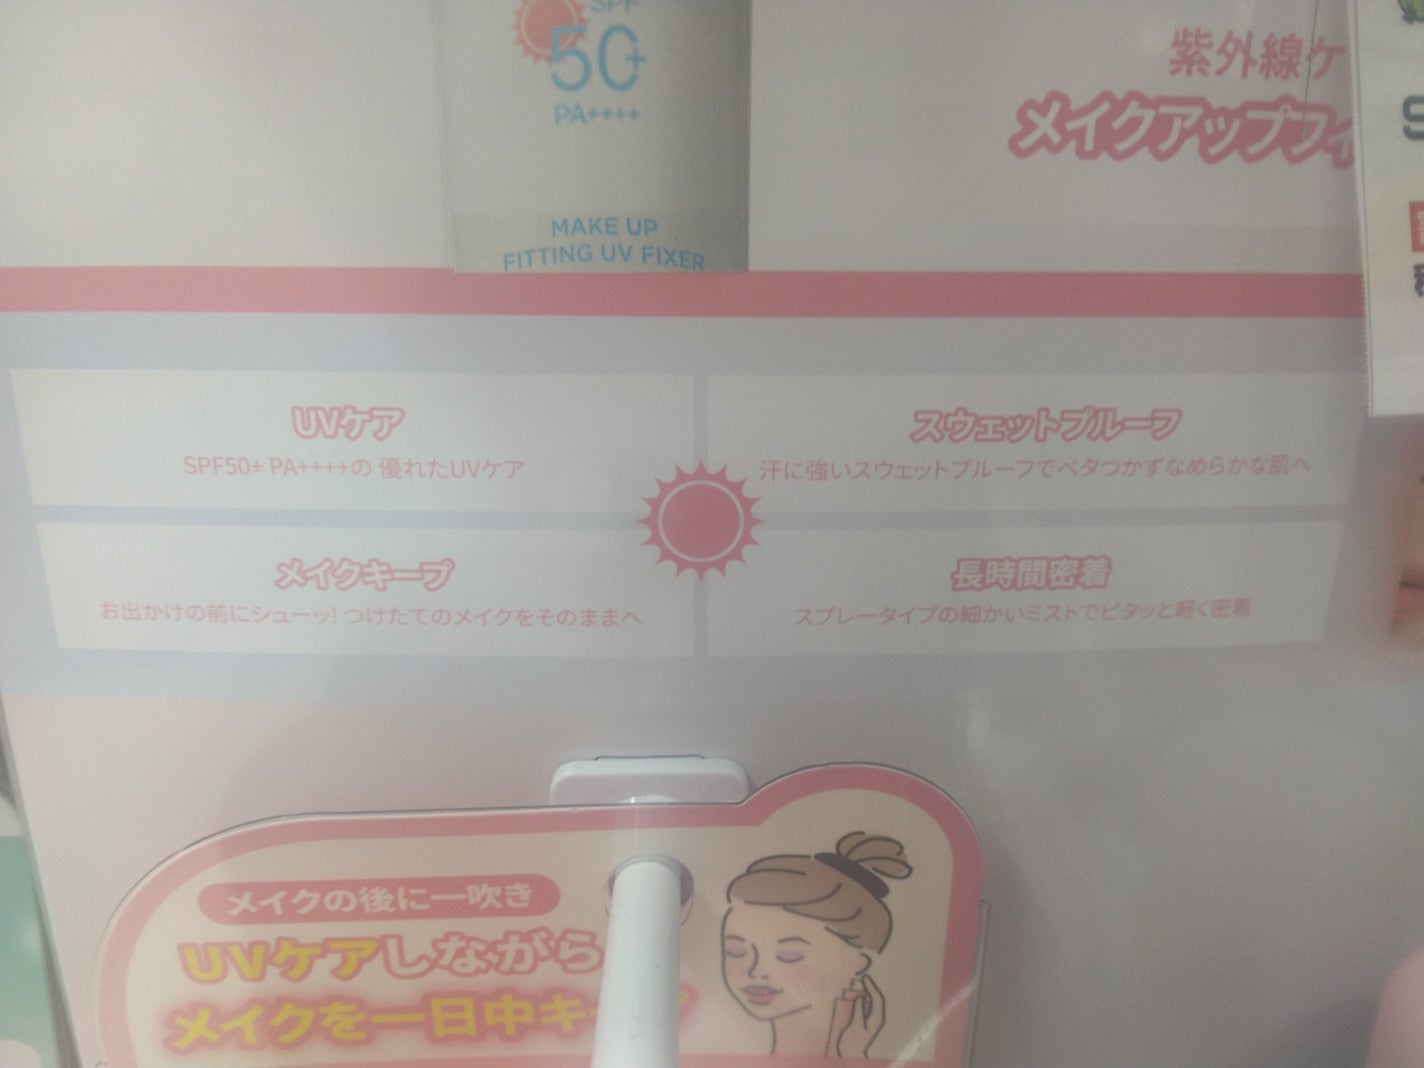 SPF
50+
PA++++
MAKE UP
FITTING UV FIXER
紫外線ケ
メイクアップフィ
UVケア
SPF50+ PA++++の 優れたUVケア
スウェットプルーフ
汗に強いスウェットプルーフでベタつかずなめらかな肌へ
メイクキープ
お出かけの前にシューッ! つけたてのメイクをそのままへ
長時間密着
スプレータイプの細かいミストでピタッと軽く密着
メイクの後に一吹き
UVケアしながら
メイクを一日中キ